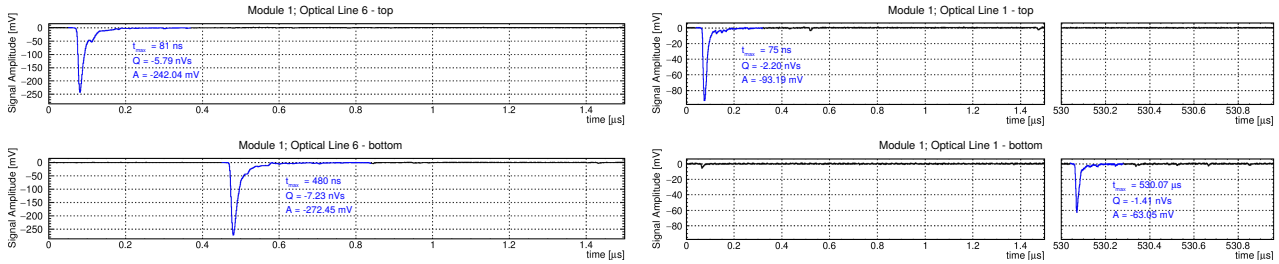 Module 1; Optical Line 6 - top
Signal Amplitude [mV]
0
−50
−100
−150
−200
−250
t_max = 81 ns
Q = -5.79 nVs
A = -242.04 mV
0 0.2 0.4 0.6 0.8 1 1.2 1.4
time [μs]
Module 1; Optical Line 1 - top
Signal Amplitude [mV]
0
−20
−40
−60
−80
t_max = 75 ns
Q = -2.20 nVs
A = -93.19 mV
0 0.2 0.4 0.6 0.8 1 1.2 1.4
time [μs]
530 530.2 530.4 530.6 530.8
time [μs]
Module 1; Optical Line 6 - bottom
Signal Amplitude [mV]
0
−50
−100
−150
−200
−250
t_max = 480 ns
Q = -7.23 nVs
A = -272.45 mV
0 0.2 0.4 0.6 0.8 1 1.2 1.4
time [μs]
Module 1; Optical Line 1 - bottom
Signal Amplitude [mV]
0
−20
−40
−60
−80
0 0.2 0.4 0.6 0.8 1 1.2 1.4
time [μs]
t_max = 530.07 μs
Q = -1.41 nVs
A = -63.05 mV
530 530.2 530.4 530.6 530.8
time [μs]